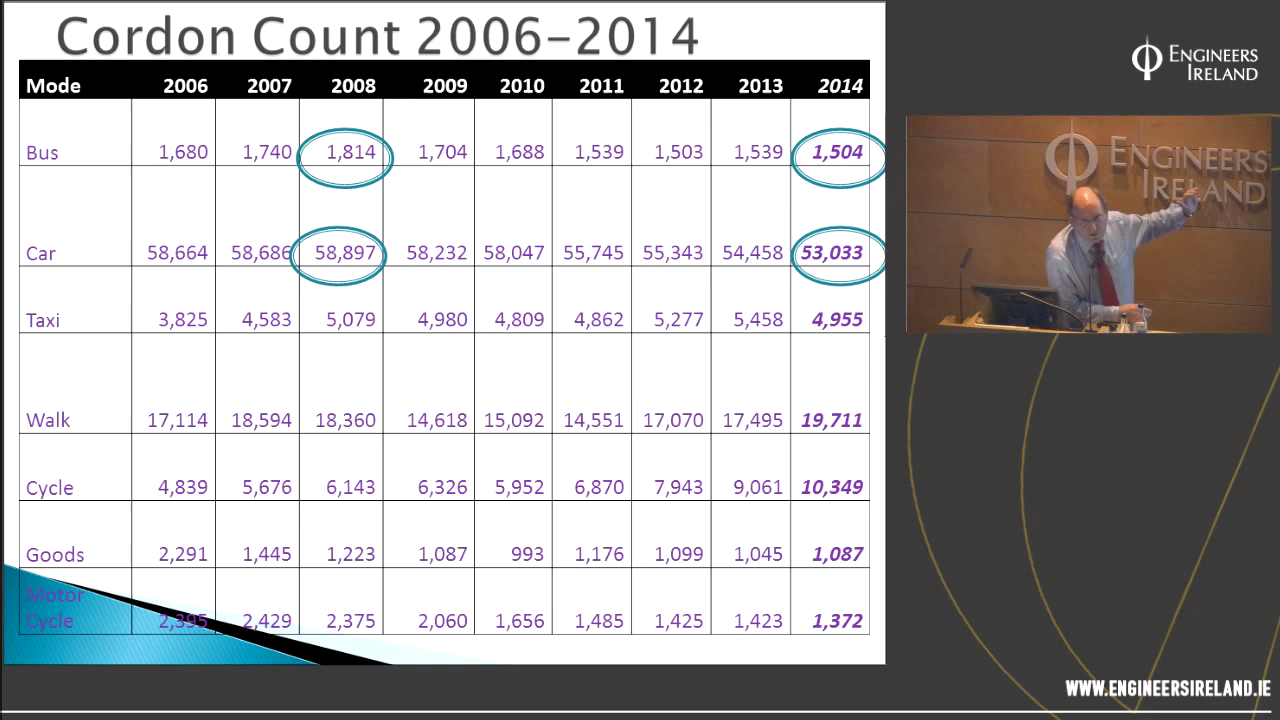 Cordon Count 2006-2014
Mode 2006 2007 2008 2009 2010 2011 2012 2013 2014
Bus 1,680 1,740 1,814 1,704 1,688 1,539 1,503 1,539 1,504
Car 58,664 58,686 58,897 58,232 58,047 55,745 55,343 54,458 53,033
Taxi 3,825 4,583 5,079 4,980 4,809 4,862 5,277 5,458 4,955
Walk 17,114 18,594 18,360 14,618 15,092 14,551 17,070 17,495 19,711
Cycle 4,839 5,676 6,143 6,326 5,952 6,870 7,943 9,061 10,349
Goods 2,291 1,445 1,223 1,087 993 1,176 1,099 1,045 1,087
Motor
Cycle 2,395 2,429 2,375 2,060 1,656 1,485 1,425 1,423 1,372
ENGINEERS
IRELAND
ENGINEERS
IRELAND
WWW.ENGINEERSIRELAND.IE